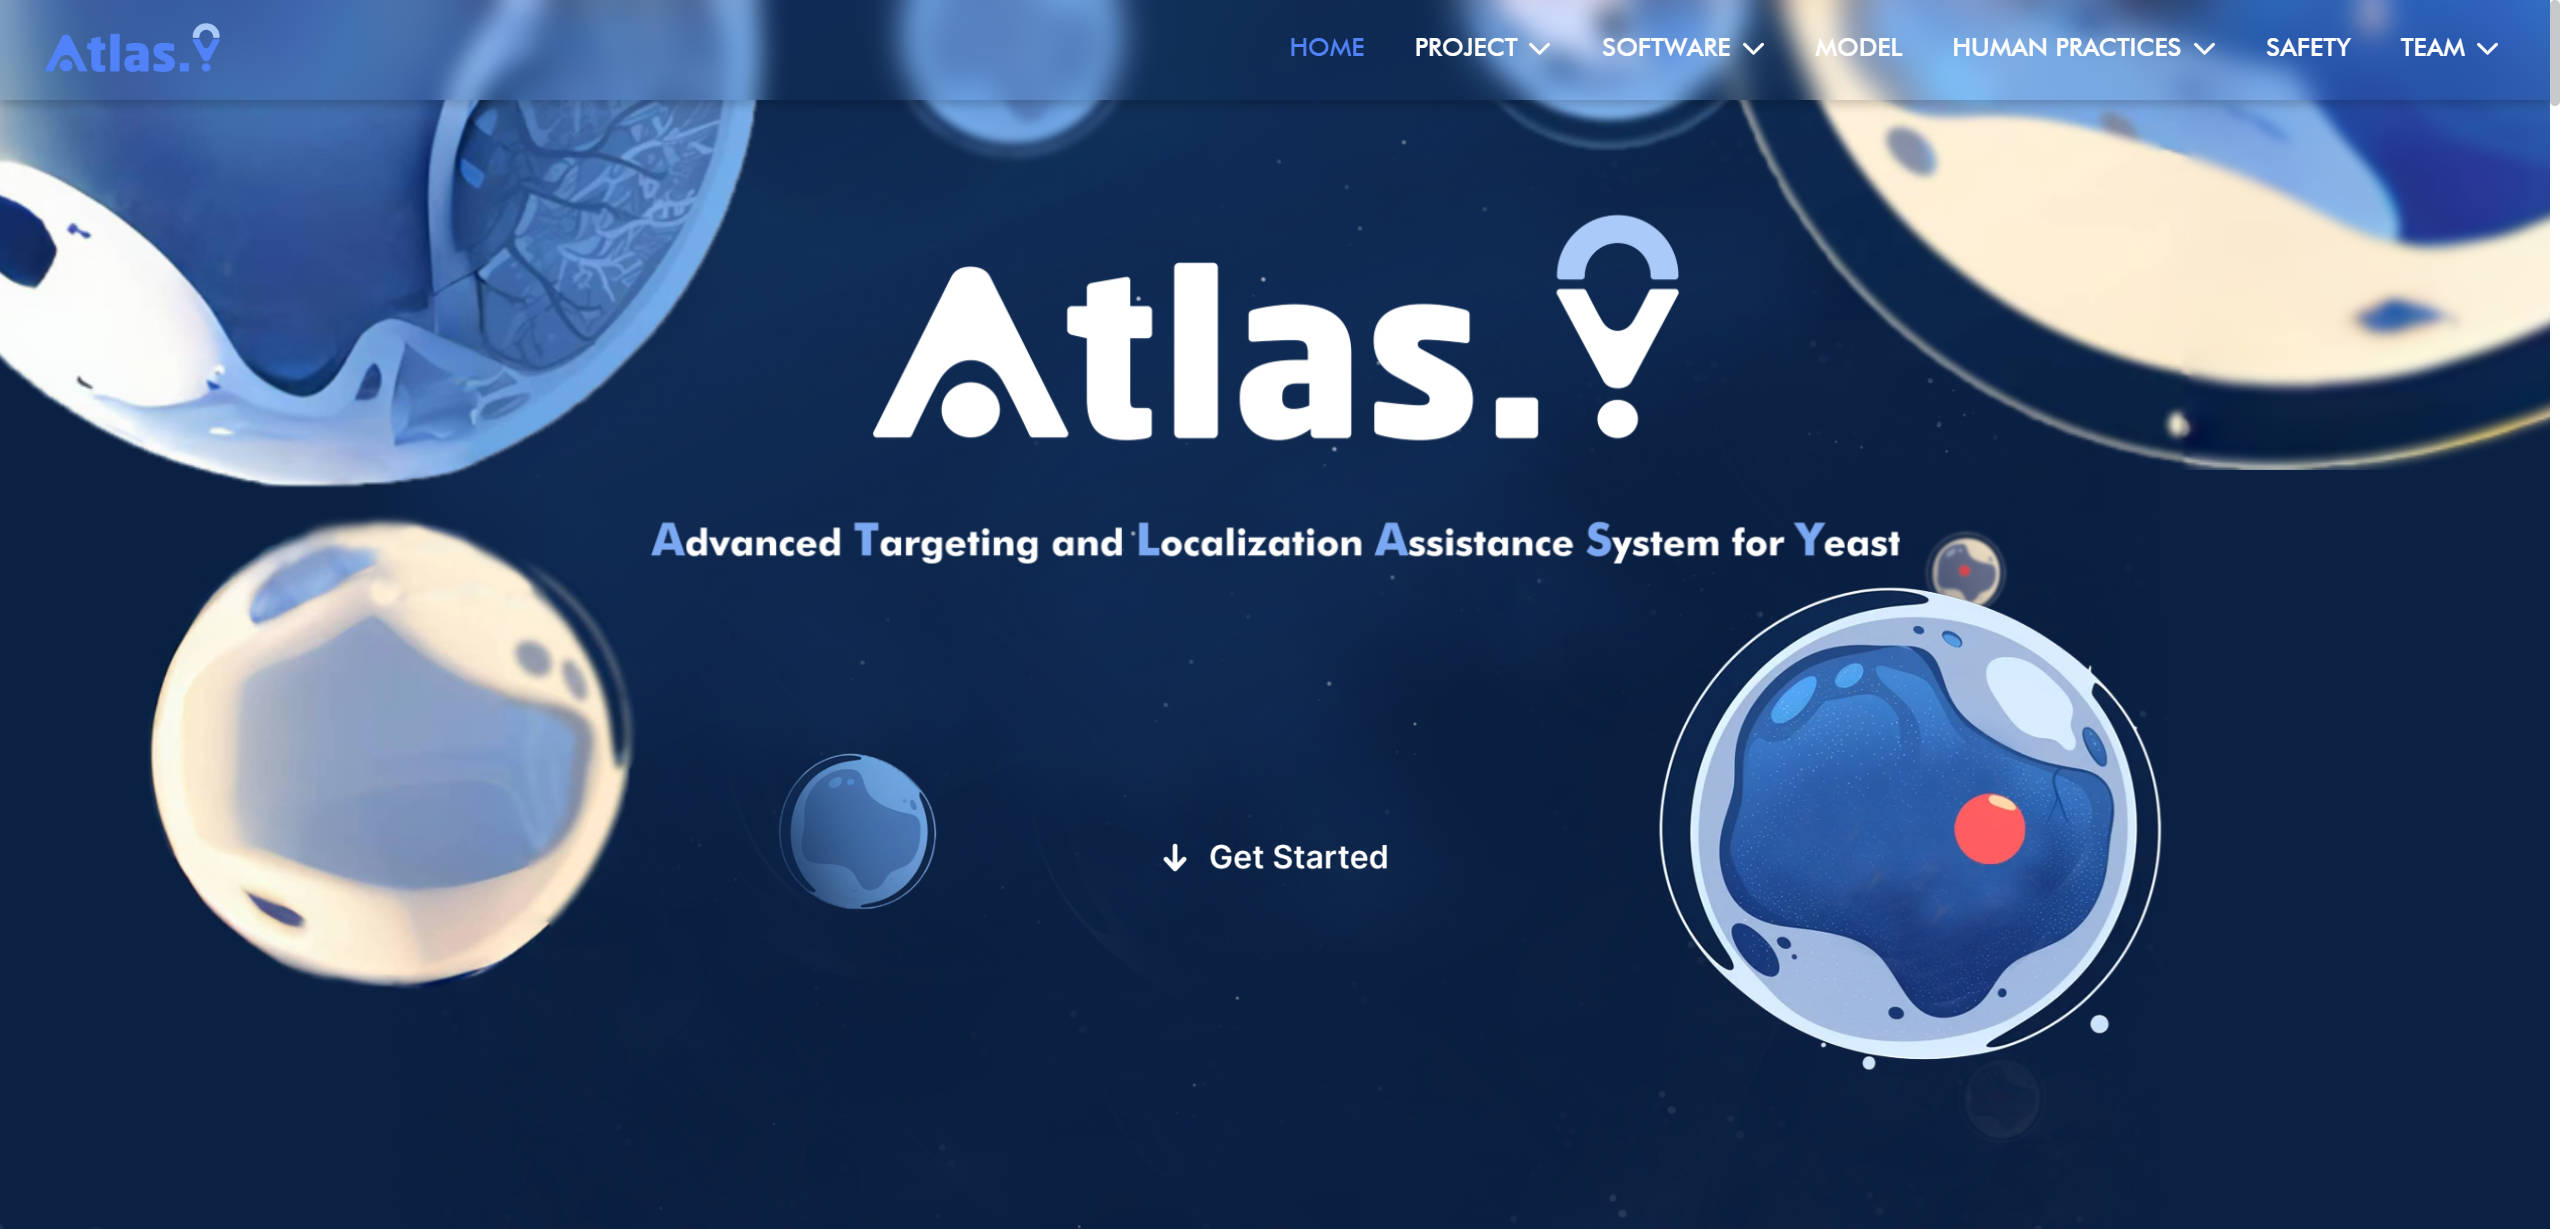 Atlas.Y
HOME PROJECT SOFTWARE MODEL HUMAN PRACTICES SAFETY TEAM
Atlas.Y
Advanced Targeting and Localization Assistance System for Yeast
Get Started